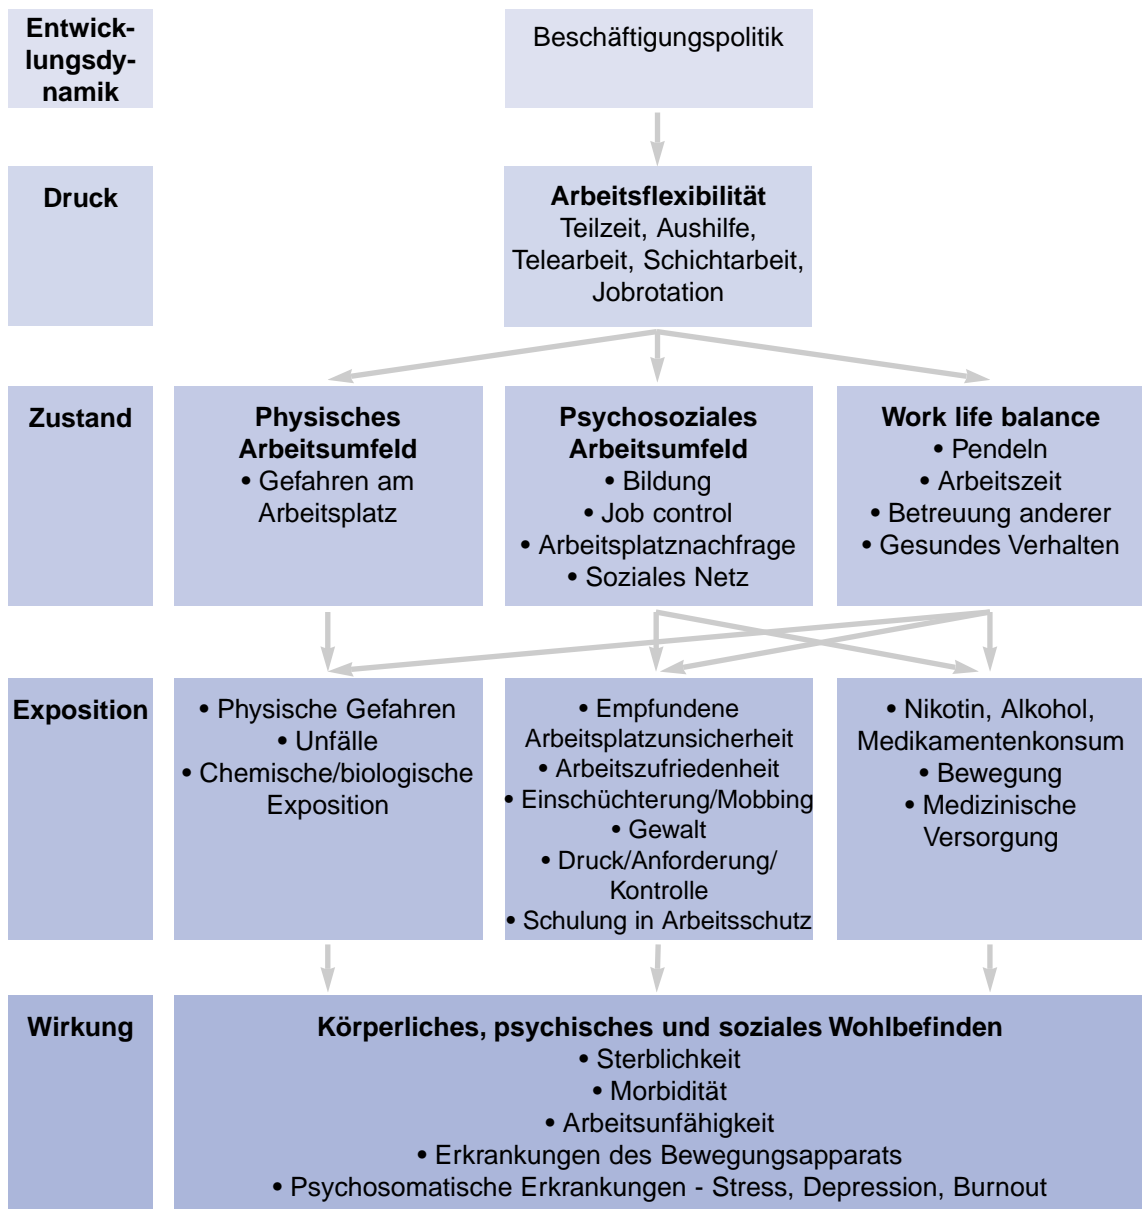 Entwick-
lungsdy-
namik
Beschäftigungspolitik
Druck
Arbeitsflexibilität
Teilzeit, Aushilfe,
Telearbeit, Schichtarbeit,
Jobrotation
Zustand
Physisches
Arbeitsumfeld
• Gefahren am
Arbeitsplatz
Psychosoziales
Arbeitsumfeld
• Bildung
• Job control
• Arbeitsplatznachfrage
• Soziales Netz
Work life balance
• Pendeln
• Arbeitszeit
• Betreuung anderer
• Gesundes Verhalten
Exposition
• Physische Gefahren
• Unfälle
• Chemische/biologische
Exposition
• Empfundene
Arbeitsplatzunsicherheit
• Arbeitszufriedenheit
• Einschüchterung/Mobbing
• Gewalt
• Druck/Anforderung/
Kontrolle
• Schulung in Arbeitsschutz
• Nikotin, Alkohol,
Medikamentenkonsum
• Bewegung
• Medizinische
Versorgung
Wirkung
Körperliches, psychisches und soziales Wohlbefinden
• Sterblichkeit
• Morbidität
• Arbeitsunfähigkeit
• Erkrankungen des Bewegungsapparats
• Psychosomatische Erkrankungen - Stress, Depression, Burnout